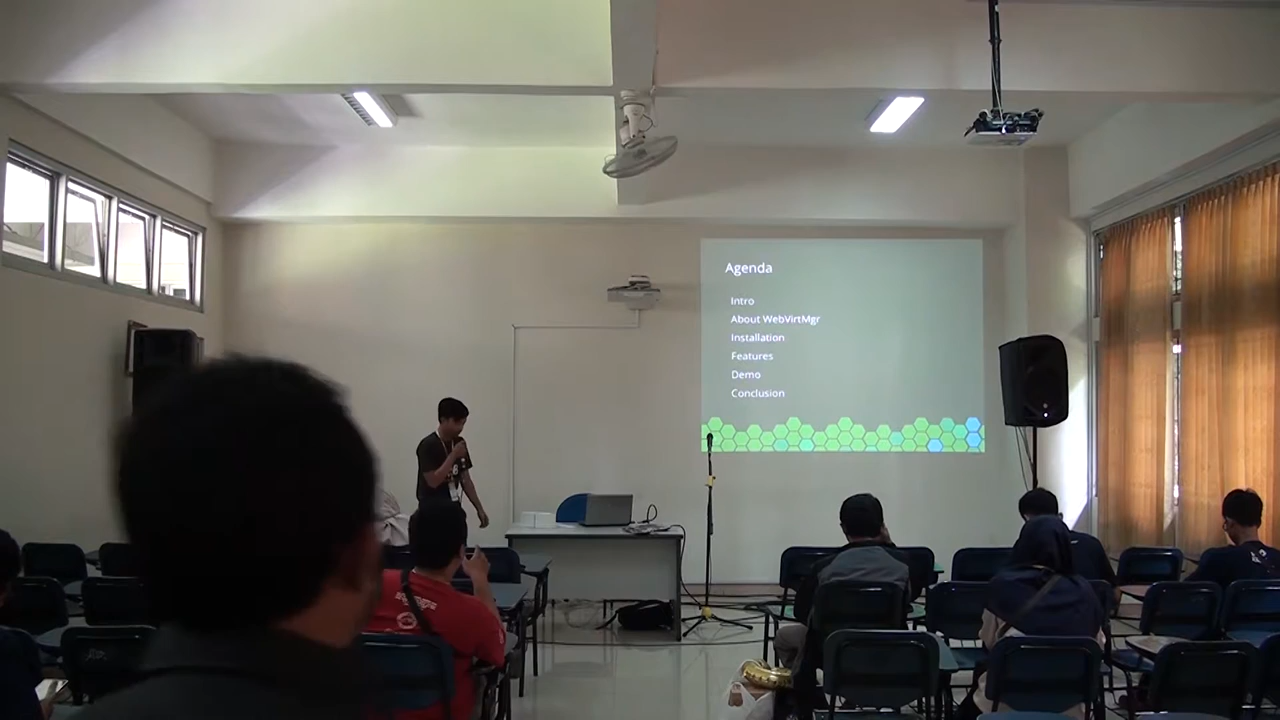 Agenda
Intro
About WebVirtMgr
Installation
Features
Demo
Conclusion